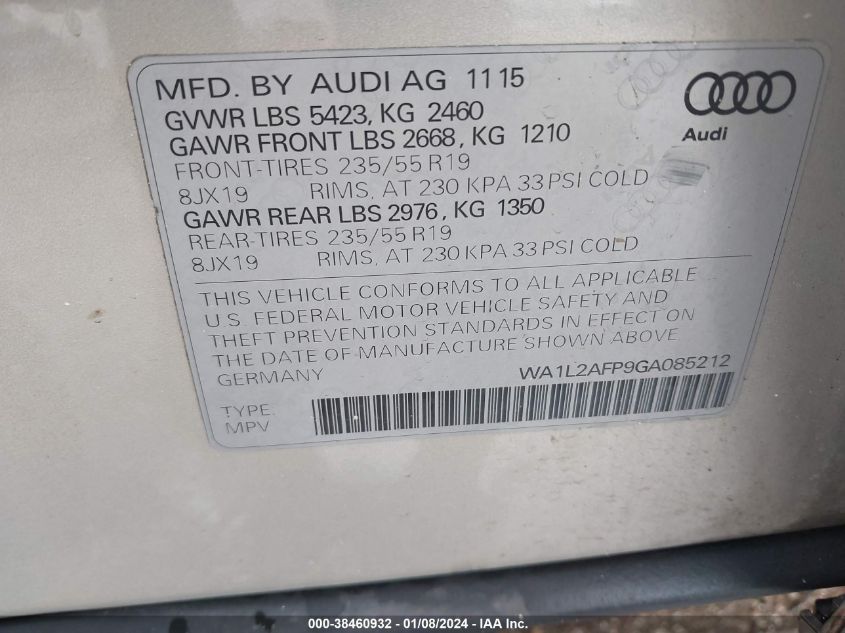 MFD. BY AUDI AG 11 15
GVWR LBS 5423, KG 2460
GAWR FRONT LBS 2668, KG 1210
FRONT-TIRES 235/55 R19
8JX19 RIMS, AT 230 KPA 33 PSI COLD
GAWR REAR LBS 2976, KG 1350
REAR-TIRES 235/55 R19
8JX19 RIMS, AT 230 KPA 33 PSI COLD
Audi
THIS VEHICLE CONFORMS TO ALL APPLICABLE
U.S. FEDERAL MOTOR VEHICLE SAFETY AND
THEFT PREVENTION STANDARDS IN EFFECT ON
THE DATE OF MANUFACTURE SHOWN ABOVE
GERMANY WA1L2AFP9GA085212
TYPE:
MPV
000-38460932 - 01/08/2024 - IAA Inc.